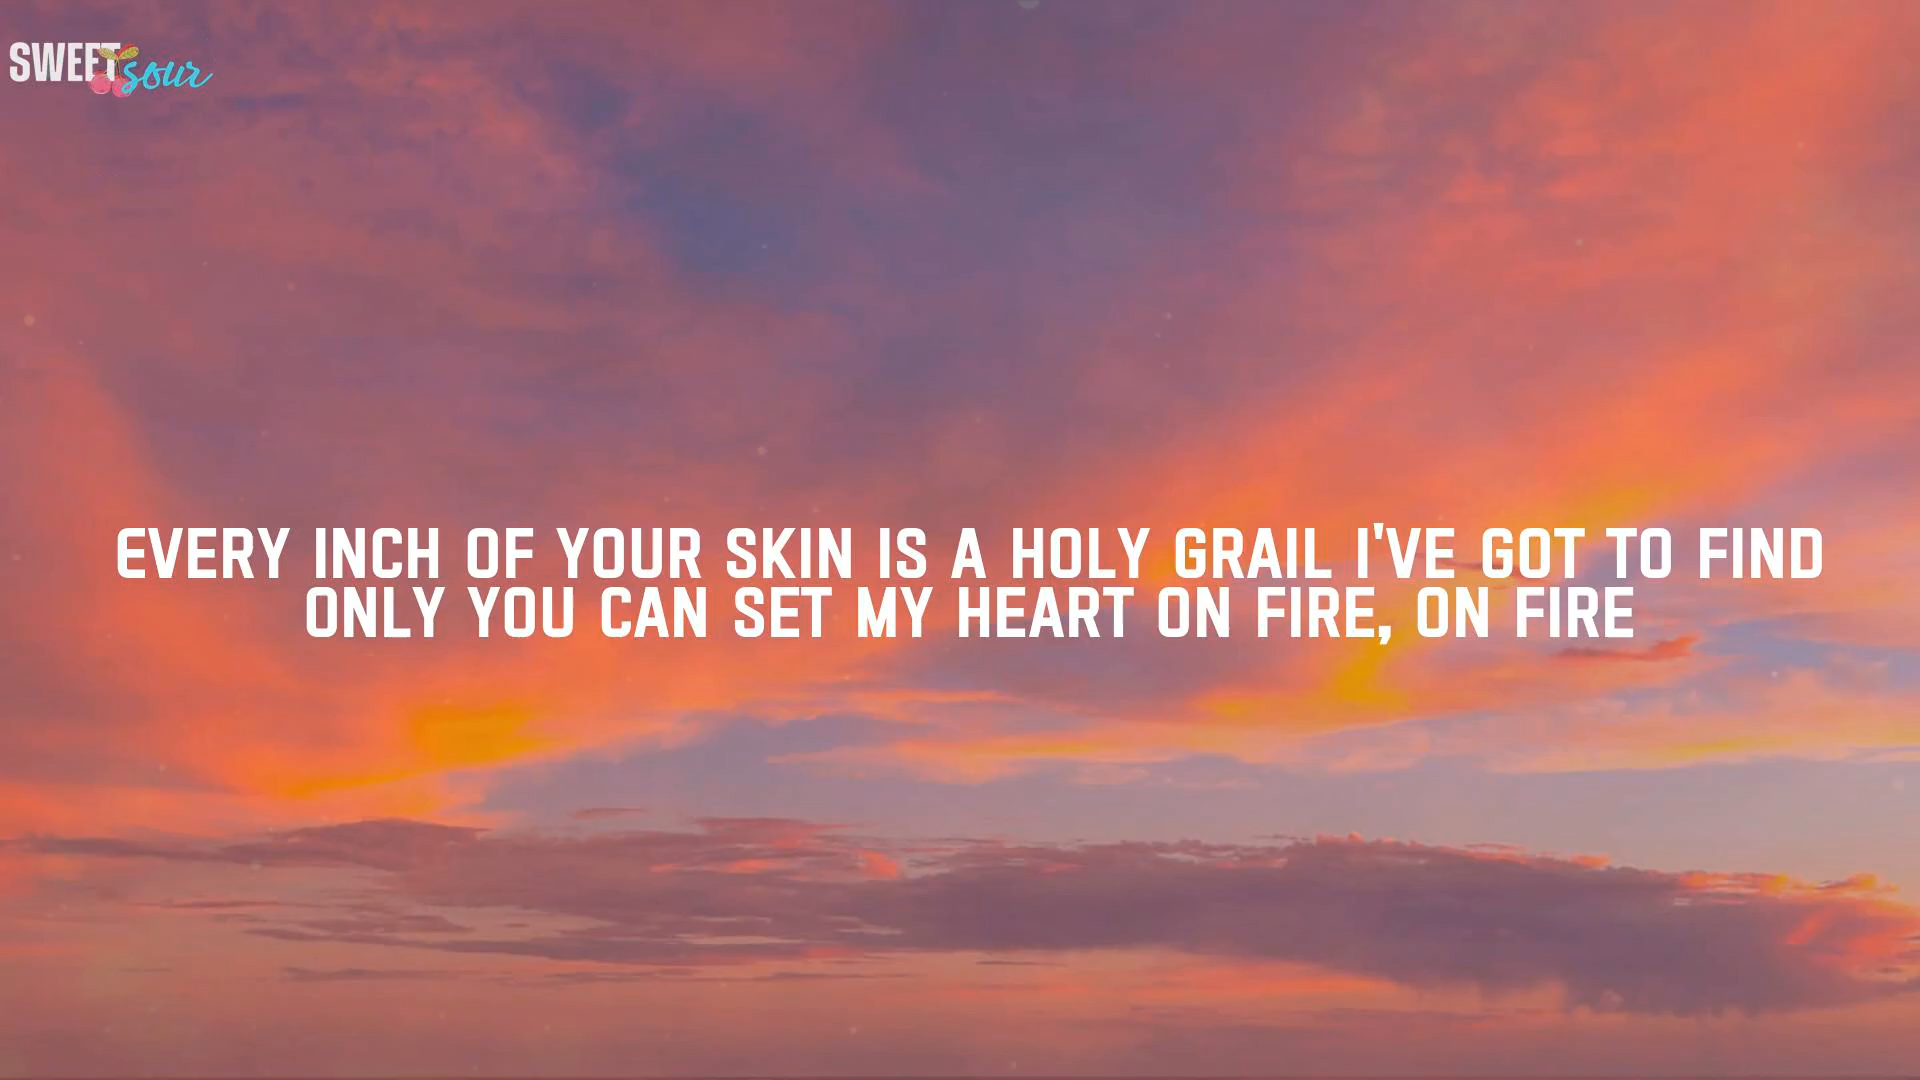 SWEET sour
EVERY INCH OF YOUR SKIN IS A HOLY GRAIL I'VE GOT TO FIND
ONLY YOU CAN SET MY HEART ON FIRE, ON FIRE